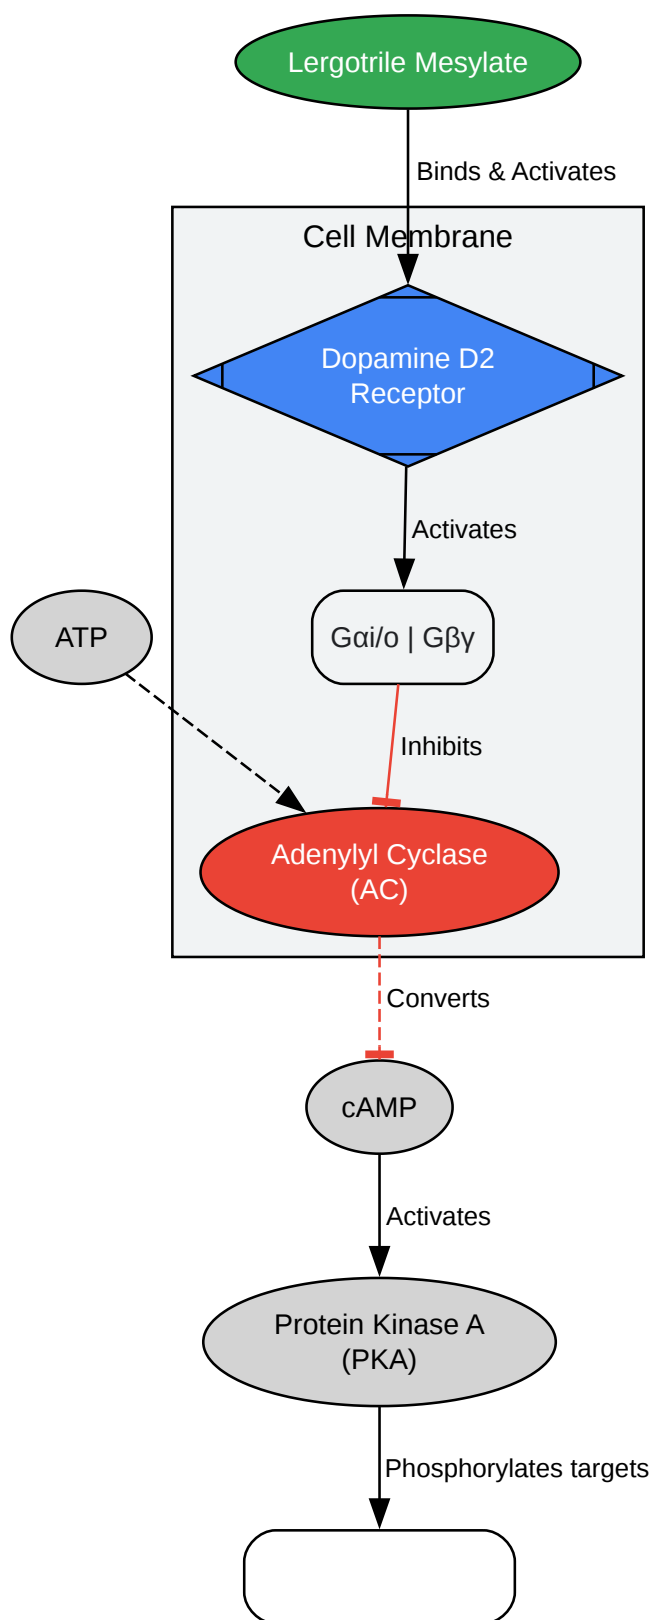 Lergotrile Mesylate
Binds & Activates
Cell Membrane
Dopamine D2
Receptor
Activates
ATP
Gαi/o | Gβγ
Inhibits
Adenylyl Cyclase
(AC)
Converts
cAMP
Activates
Protein Kinase A
(PKA)
Phosphorylates targets